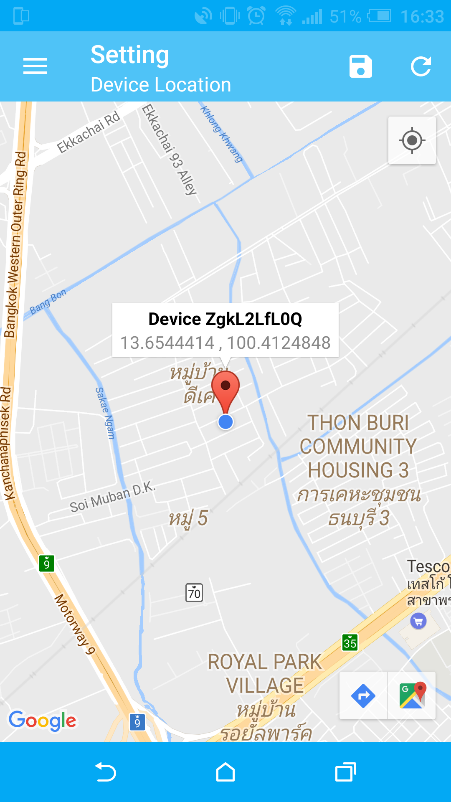 51% 16:33
Setting
Device Location
Ekkachai Rd
Ekkachai 93 Alley
Khlong Khwang
Bangkok Western Outer Ring Rd
Bang Bon
Device ZgkL2LfL0Q
13.6544414 , 100.4124848
หมู่บ้าน
ดีเค
Sakae Ngam
Kanchanaphisek Rd
THON BURI
COMMUNITY
HOUSING 3
การเคหะชุมชน
ธนบุรี 3
Soi Muban D.K.
หมู่ 5
9
70
Tesco
เทสโก้ โ
สาขาพร
Motorway 9
35
ROYAL PARK
VILLAGE
หมู่บ้าน
รอยัลพาร์ค
Google
9
G